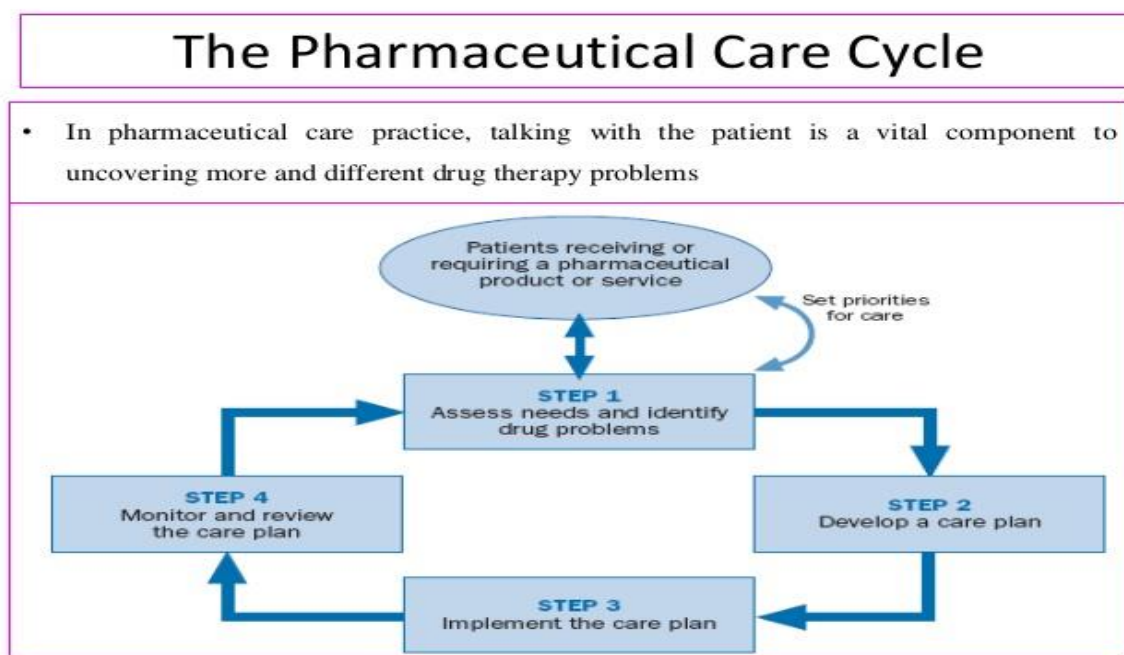 The Pharmaceutical Care Cycle
• In pharmaceutical care practice, talking with the patient is a vital component to
uncovering more and different drug therapy problems
Patients receiving or
requiring a pharmaceutical
product or service
Set priorities
for care
STEP 1
Assess needs and identify
drug problems
STEP 2
Develop a care plan
STEP 3
Implement the care plan
STEP 4
Monitor and review
the care plan